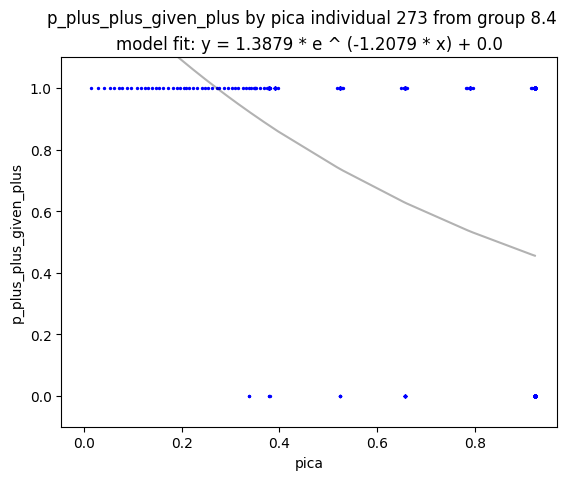 p_plus_plus_given_plus by pica individual 273 from group 8.4
model fit: y = 1.3879 * e ^ (-1.2079 * x) + 0.0
p_plus_plus_given_plus
1.0
0.8
0.6
0.4
0.2
0.0
0.0 0.2 0.4 0.6 0.8
pica